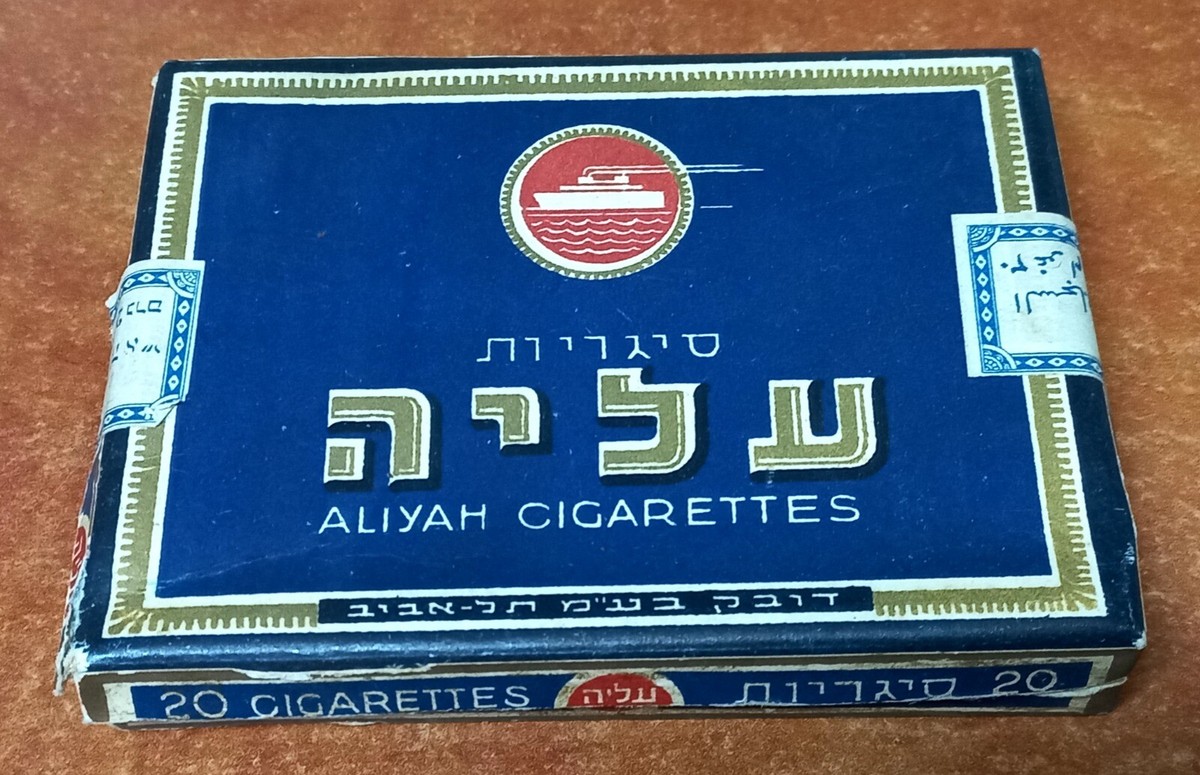 סיגריות
עליה
ALIYAH CIGARETTES
דובק בע"מ תל-אביב
20 CIGARETTES
עליה
סיגריות 20